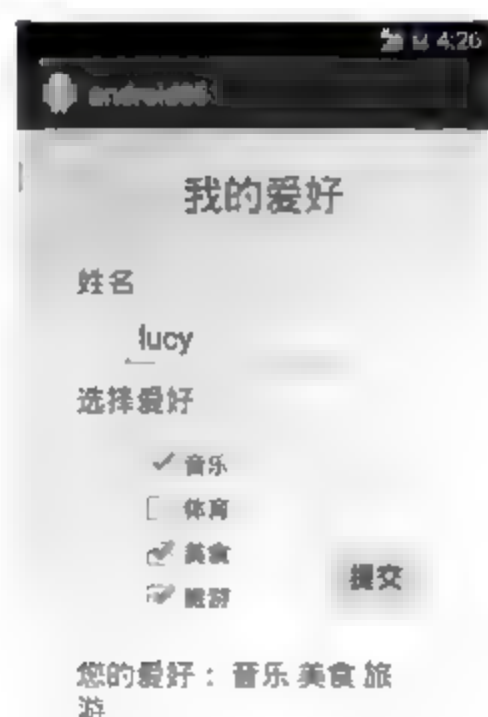 4:26
我的爱好
姓名
lucy
选择爱好
音乐
体育
美食
旅游
提交
您的爱好：音乐 美食 旅
游